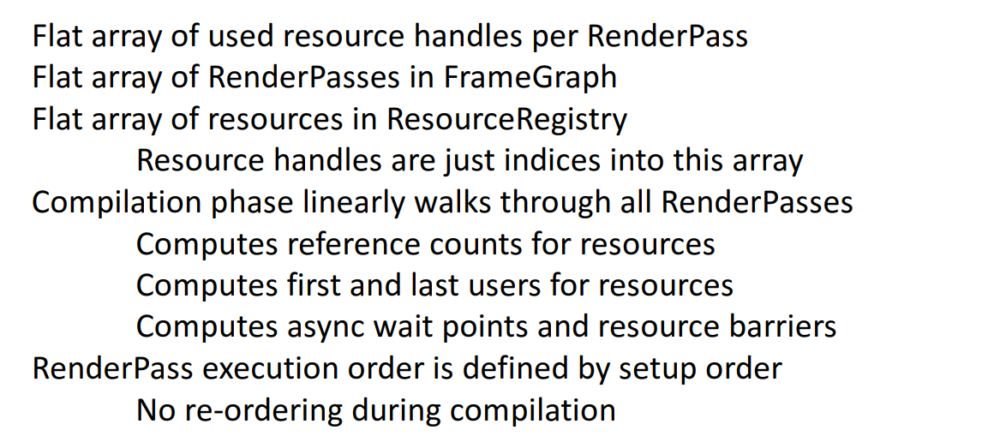 Flat array of used resource handles per RenderPass
Flat array of RenderPasses in FrameGraph
Flat array of resources in ResourceRegistry
Resource handles are just indices into this array
Compilation phase linearly walks through all RenderPasses
Computes reference counts for resources
Computes first and last users for resources
Computes async wait points and resource barriers
RenderPass execution order is defined by setup order
No re-ordering during compilation